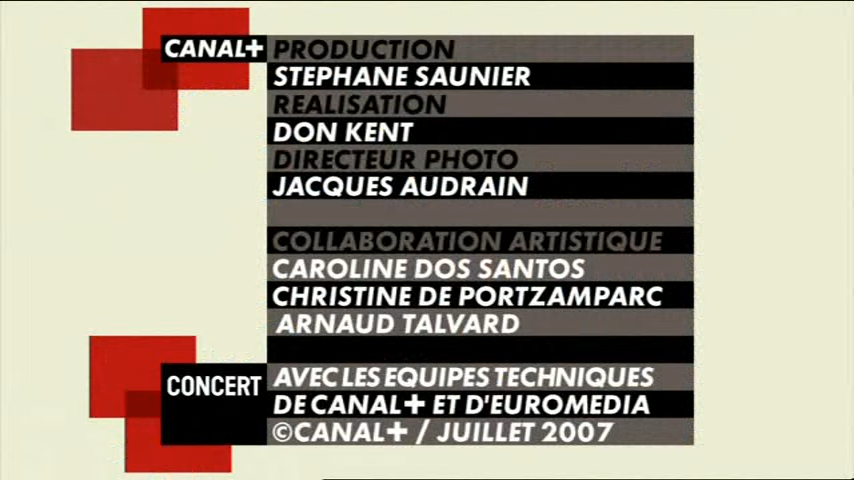 CANAL+ PRODUCTION
STEPHANE SAUNIER
REALISATION
DON KENT
DIRECTEUR PHOTO
JACQUES AUDRAIN
COLLABORATION ARTISTIQUE
CAROLINE DOS SANTOS
CHRISTINE DE PORTZAMPARC
ARNAUD TALVARD
CONCERT
AVEC LES EQUIPES TECHNIQUES
DE CANAL+ ET D'EUROMEDIA
©CANAL+ / JUILLET 2007